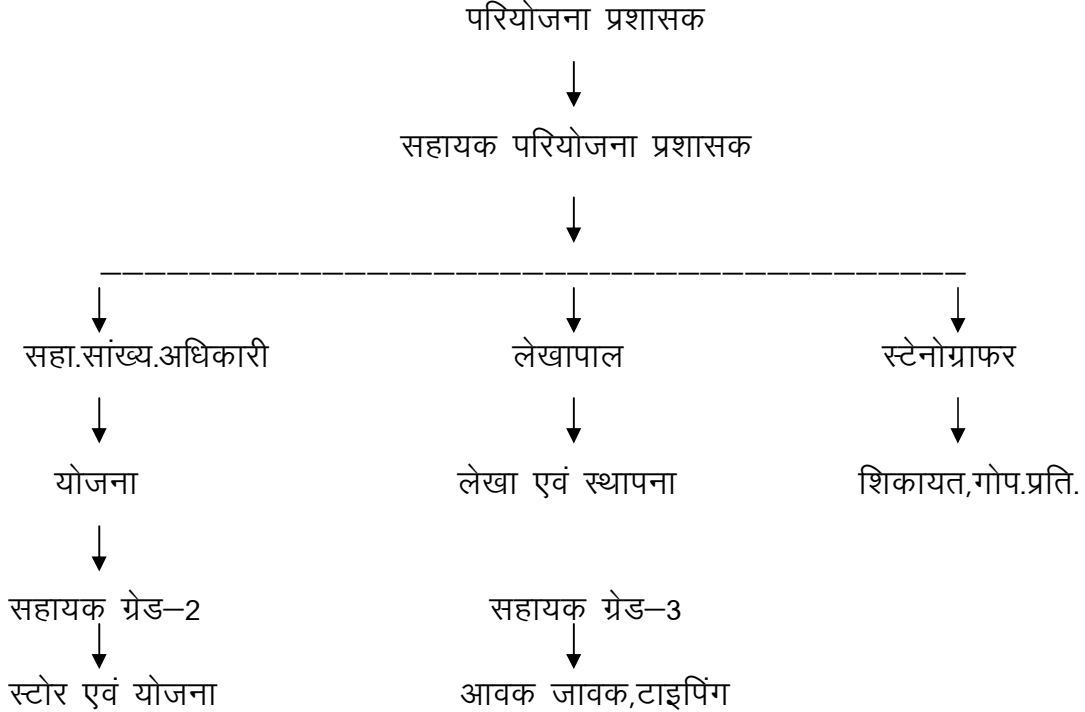 परियोजना प्रशासक
सहायक परियोजना प्रशासक
सहा.सांख्य.अधिकारी लेखापाल स्टेनोग्राफर
योजना लेखा एवं स्थापना शिकायत,गोप.प्रति.
सहायक ग्रेड–2 सहायक ग्रेड–3
स्टोर एवं योजना आवक जावक,टाइपिंग